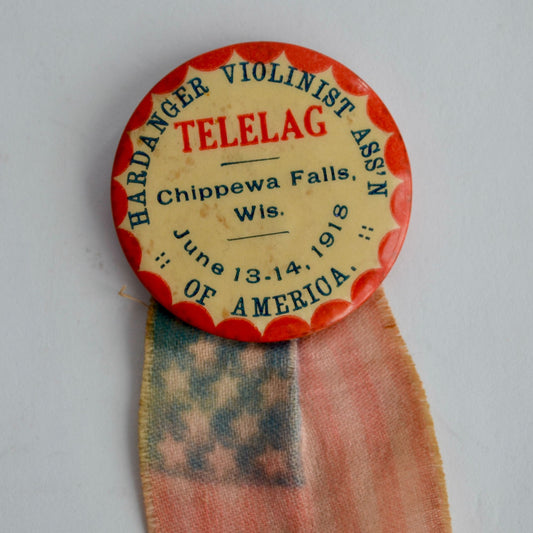 HARDANGER VIOLINIST ASS'N
TELELAG
Chippewa Falls,
Wis.
June 13-14, 1918
:: OF AMERICA. ::